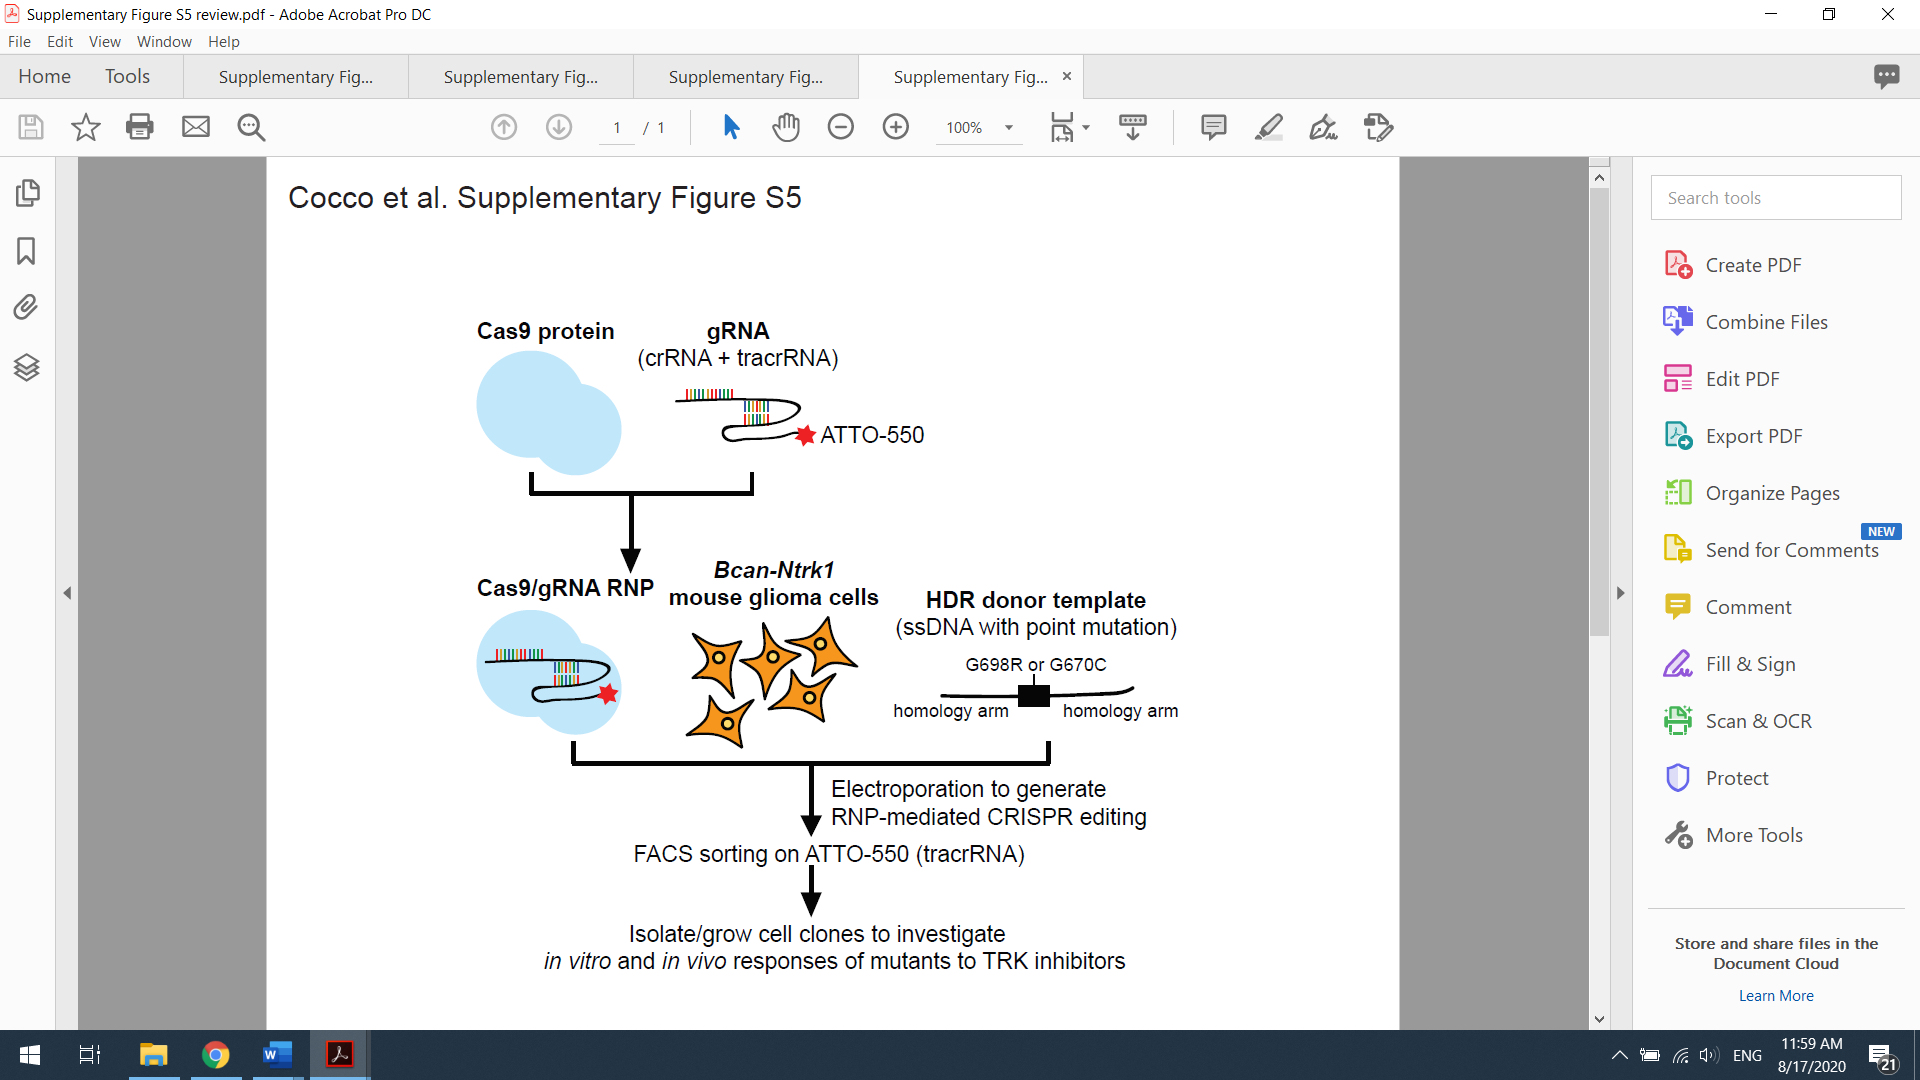 Supplementary Figure S5 review.pdf - Adobe Acrobat Pro DC
File Edit View Window Help
Home Tools Supplementary Fig... Supplementary Fig... Supplementary Fig... Supplementary Fig...
1 / 1 100%
Cocco et al. Supplementary Figure S5
Cas9 protein
gRNA
(crRNA + tracrRNA)
ATTO-550
Cas9/gRNA RNP
Bcan-Ntrk1
mouse glioma cells
HDR donor template
(ssDNA with point mutation)
G698R or G670C
homology arm homology arm
Electroporation to generate
RNP-mediated CRISPR editing
FACS sorting on ATTO-550 (tracrRNA)
Isolate/grow cell clones to investigate
in vitro and in vivo responses of mutants to TRK inhibitors
Search tools
Create PDF
Combine Files
Edit PDF
Export PDF
Organize Pages
NEW
Send for Comments
Comment
Fill & Sign
Scan & OCR
Protect
More Tools
Store and share files in the
Document Cloud
Learn More
ENG
11:59 AM
8/17/2020
21
W